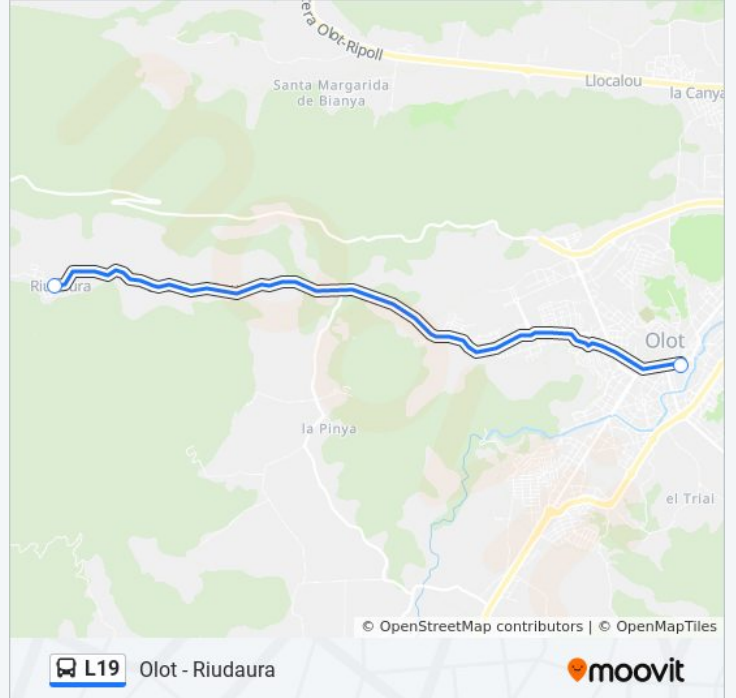 era Olot-Ripoll
Santa Margarida
de Bianya
Llocalou
la Canya
Riudaura
Olot
la Pinya
el Trial
© OpenStreetMap contributors | © OpenMapTiles
L19 Olot - Riudaura
moovit